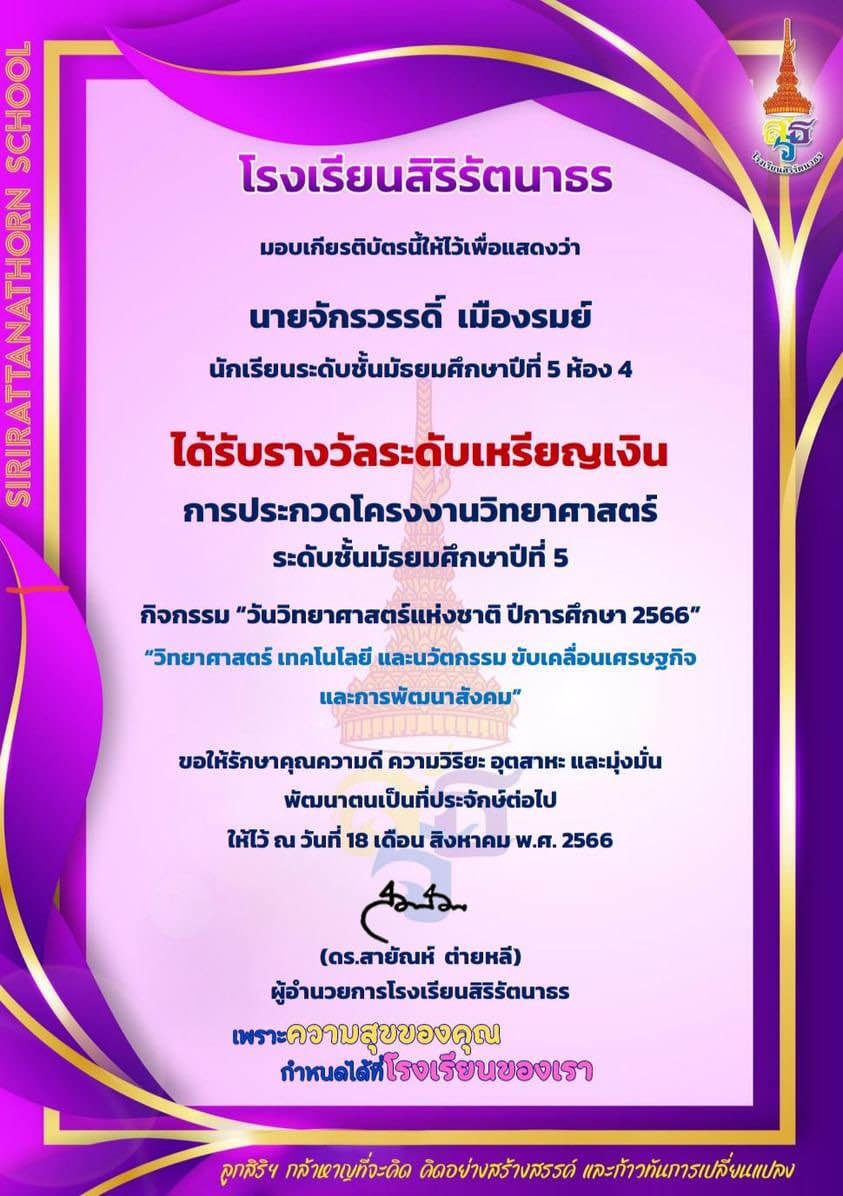 SIRIRATTANATHORN SCHOOL
สรว
โรงเรียนสิริรัตนาธร
โรงเรียนสิริรัตนาธร
มอบเกียรติบัตรนี้ให้ไว้เพื่อแสดงว่า
นายจักรวรรดิ์ เมืองรมย์
นักเรียนระดับชั้นมัธยมศึกษาปีที่ 5 ห้อง 4
ได้รับรางวัลระดับเหรียญเงิน
การประกวดโครงงานวิทยาศาสตร์
ระดับชั้นมัธยมศึกษาปีที่ 5
กิจกรรม “วันวิทยาศาสตร์แห่งชาติ ปีการศึกษา 2566”
“วิทยาศาสตร์ เทคโนโลยี และนวัตกรรม ขับเคลื่อนเศรษฐกิจ
และการพัฒนาสังคม”
ขอให้รักษาคุณความดี ความวิริยะ อุตสาหะ และมุ่งมั่น
พัฒนาตนเป็นที่ประจักษ์ต่อไป
ให้ไว้ ณ วันที่ 18 เดือน สิงหาคม พ.ศ. 2566
(ดร.สายัณห์ ต่ายหลี)
ผู้อำนวยการโรงเรียนสิริรัตนาธร
เพราะความสุขของคุณ
กำหนดได้ที่โรงเรียนของเรา
ลูกสิริฯ กล้าหาญที่จะคิด คิดอย่างสร้างสรรค์ และก้าวทันการเปลี่ยนแปลง